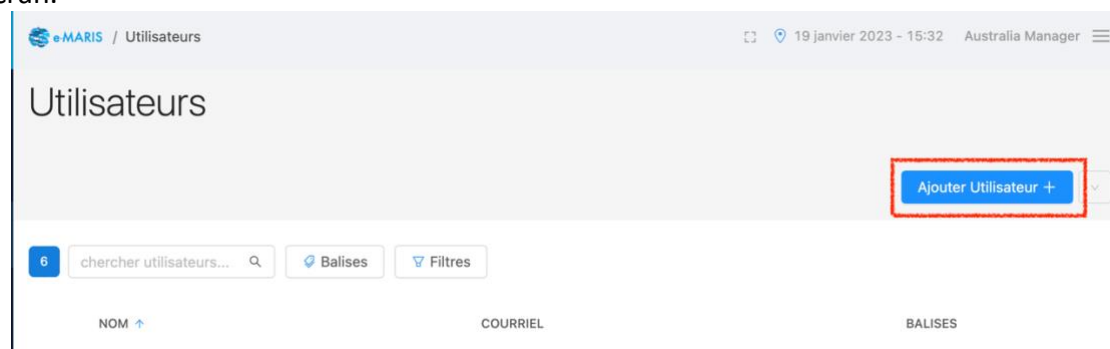 e-MARIS / Utilisateurs 19 janvier 2023 - 15:32 Australia Manager
Utilisateurs
Ajouter Utilisateur +
6 chercher utilisateurs... Balises Filtres
NOM ↑ COURRIEL BALISES